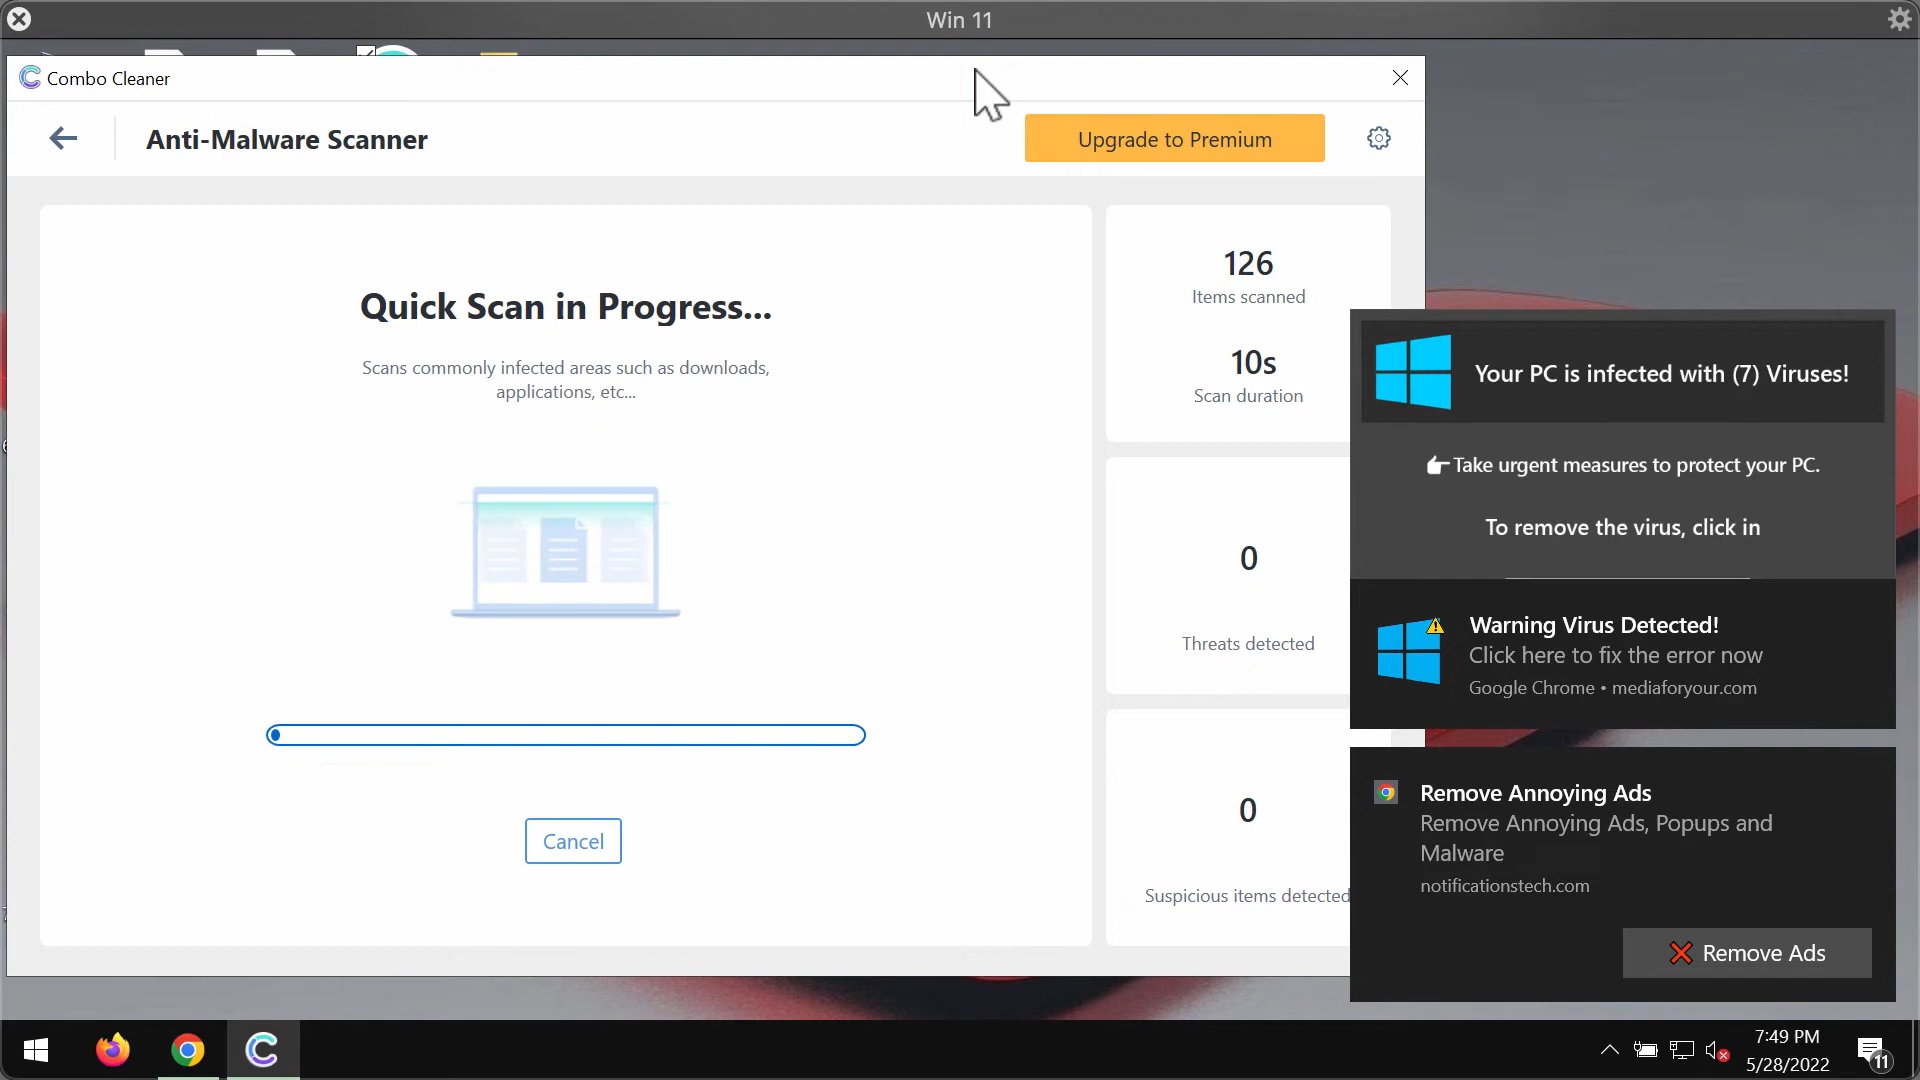 Win 11
Combo Cleaner
Anti-Malware Scanner
Upgrade to Premium
Quick Scan in Progress...
Scans commonly infected areas such as downloads,
applications, etc...
Cancel
126
Items scanned
10s
Scan duration
0
Threats detected
0
Suspicious items detected
Your PC is infected with (7) Viruses!
Take urgent measures to protect your PC.
To remove the virus, click in
Warning Virus Detected!
Click here to fix the error now
Google Chrome • mediaforyour.com
Remove Annoying Ads
Remove Annoying Ads, Popups and
Malware
notificationstech.com
Remove Ads
7:49 PM
5/28/2022
11